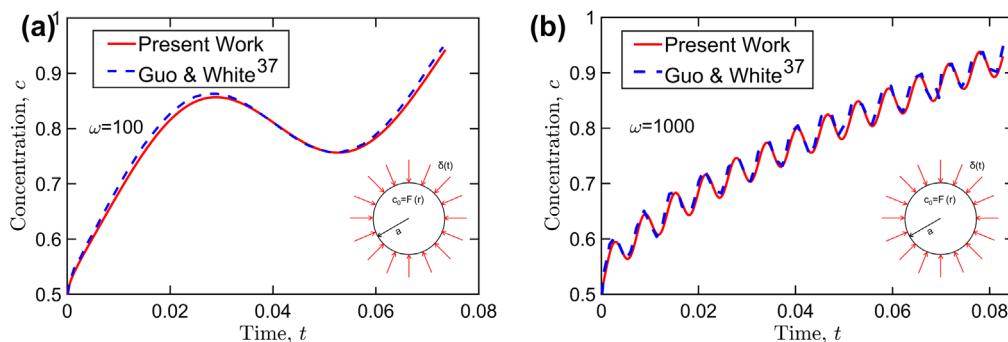 (a)
1
0.9
0.8
0.7
0.6
0.5
Concentration, c
Present Work
Guo & White37
ω=100
δ(t)
c0=F (r)
a
0
0.02
0.04
0.06
0.08
Time, t
(b)
1
0.9
0.8
0.7
0.6
0.5
Concentration, c
Present Work
Guo & White37
ω=1000
δ(t)
c0=F (r)
a
0
0.02
0.04
0.06
0.08
Time, t